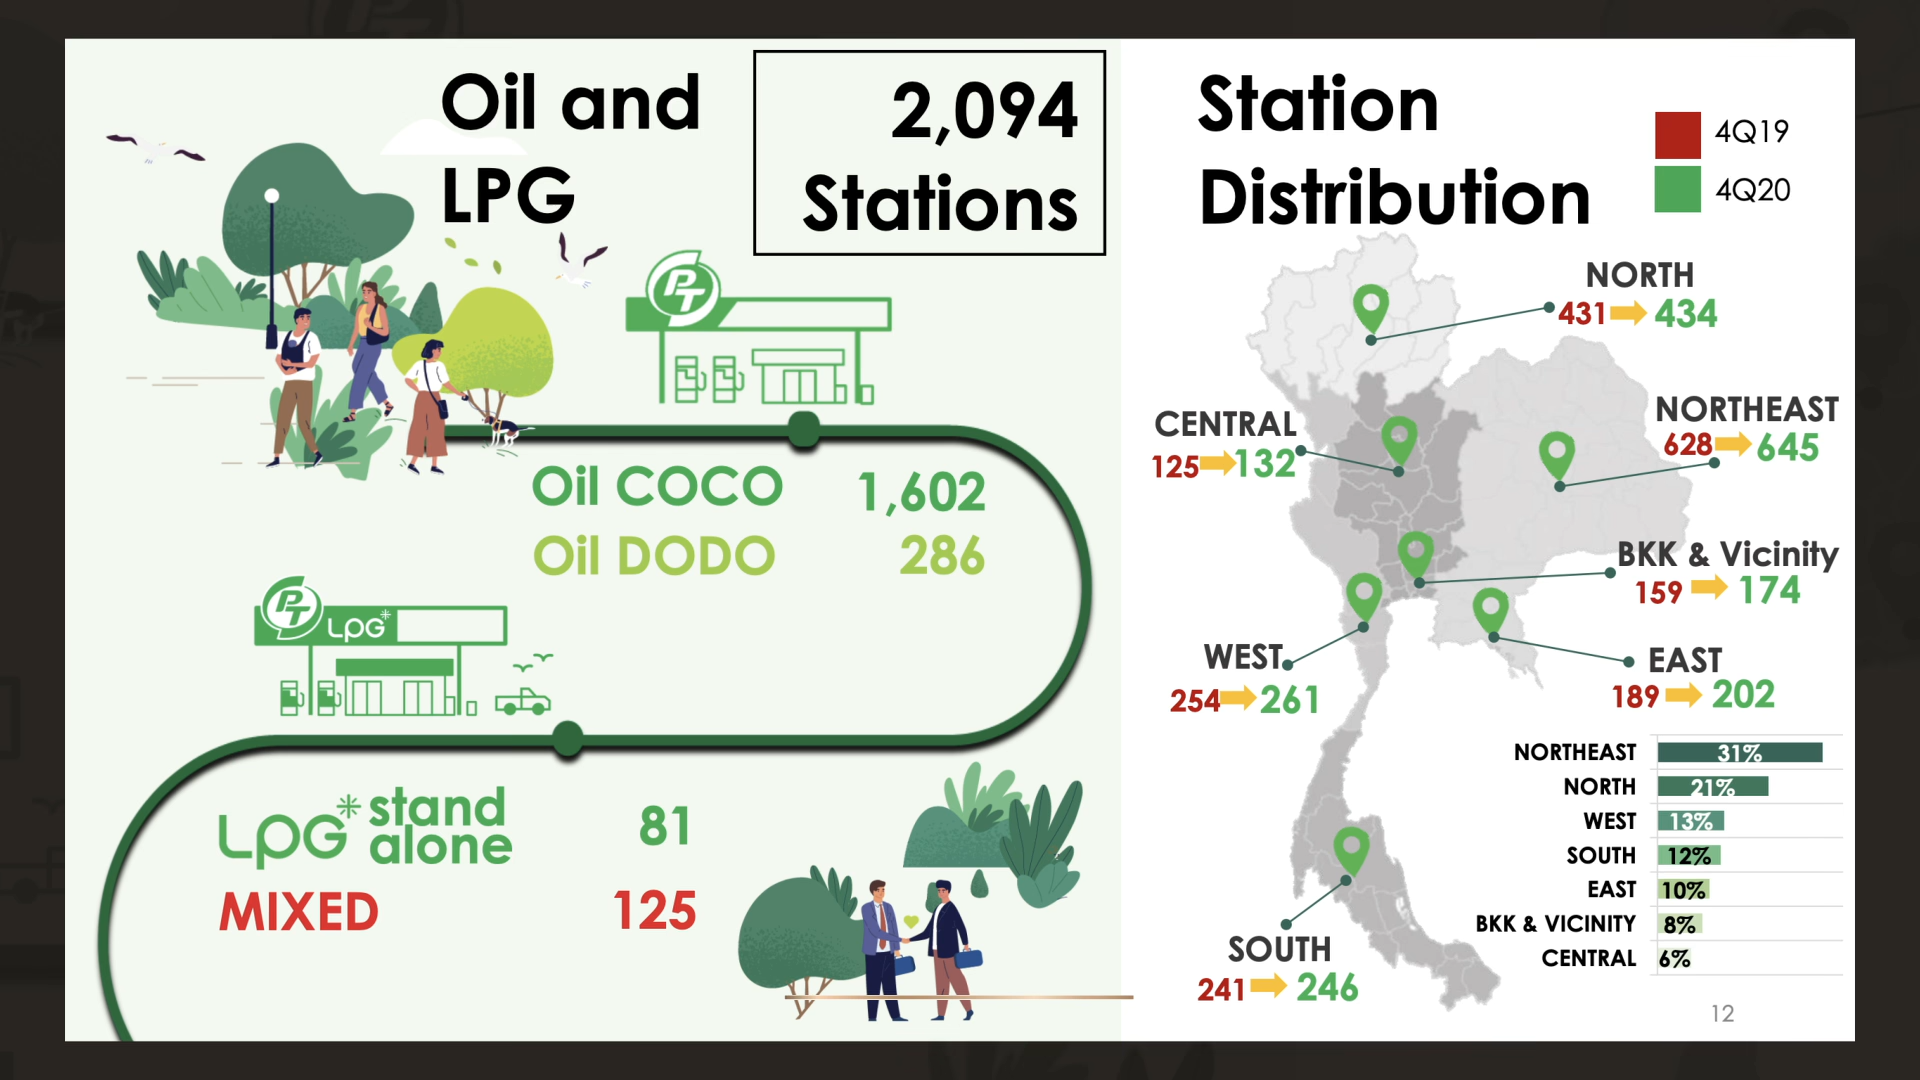 Oil and
LPG
2,094
Stations
PT
Oil COCO 1,602
Oil DODO 286
PT LPG*
LPG* stand
alone 81
MIXED 125
Station
Distribution
4Q19
4Q20
NORTH
431 434
NORTHEAST
628 645
CENTRAL
125 132
BKK & Vicinity
159 174
WEST
254 261
EAST
189 202
SOUTH
241 246
NORTHEAST 31%
NORTH 21%
WEST 13%
SOUTH 12%
EAST 10%
BKK & VICINITY 8%
CENTRAL 6%
12